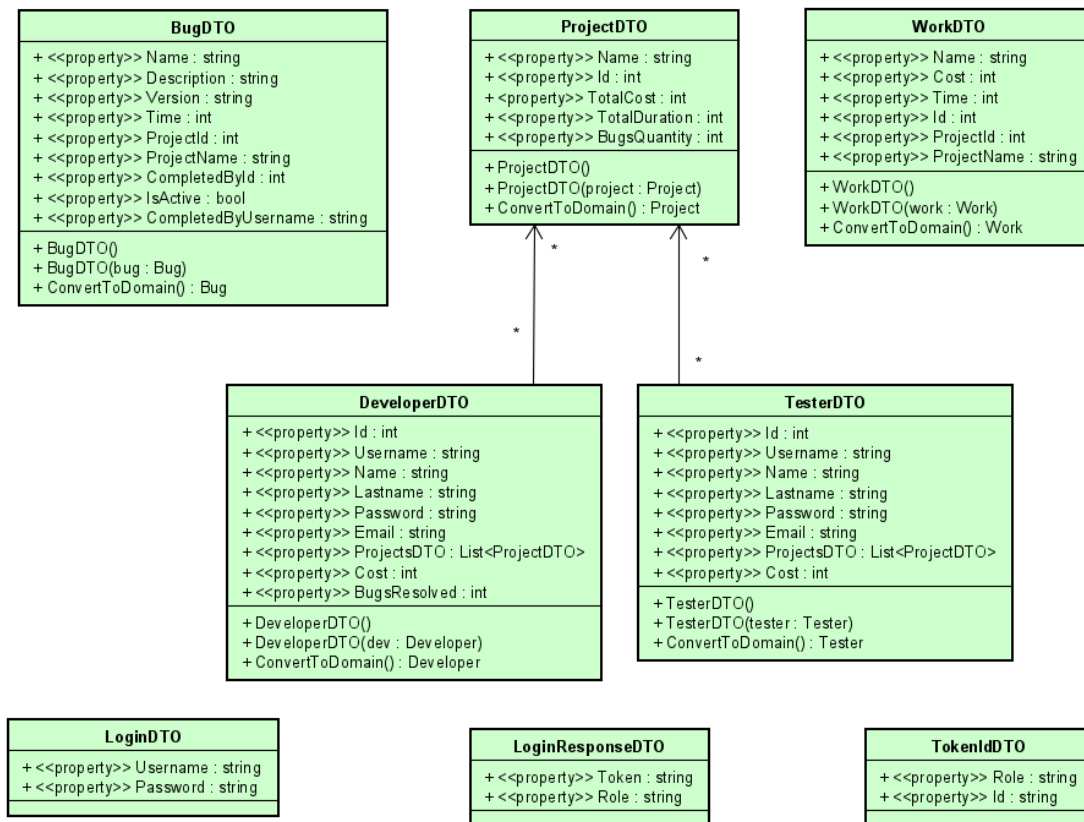 BugDTO
+ <<property>> Name : string
+ <<property>> Description : string
+ <<property>> Version : string
+ <<property>> Time : int
+ <<property>> ProjectId : int
+ <<property>> ProjectName : string
+ <<property>> CompletedById : int
+ <<property>> IsActive : bool
+ <<property>> CompletedByUsername : string
+ BugDTO()
+ BugDTO(bug : Bug)
+ ConvertToDomain() : Bug
ProjectDTO
+ <<property>> Name : string
+ <<property>> Id : int
+ <property>> TotalCost : int
+ <<property>> TotalDuration : int
+ <<property>> BugsQuantity : int
+ ProjectDTO()
+ ProjectDTO(project : Project)
+ ConvertToDomain() : Project
WorkDTO
+ <<property>> Name : string
+ <<property>> Cost : int
+ <<property>> Time : int
+ <<property>> Id : int
+ <<property>> ProjectId : int
+ <<property>> ProjectName : string
+ WorkDTO()
+ WorkDTO(work : Work)
+ ConvertToDomain() : Work
*
*
*
*
DeveloperDTO
+ <<property>> Id : int
+ <<property>> Username : string
+ <<property>> Name : string
+ <<property>> Lastname : string
+ <<property>> Password : string
+ <<property>> Email : string
+ <<property>> ProjectsDTO : List<ProjectDTO>
+ <<property>> Cost : int
+ <<property>> BugsResolved : int
+ DeveloperDTO()
+ DeveloperDTO(dev : Developer)
+ ConvertToDomain() : Developer
TesterDTO
+ <<property>> Id : int
+ <<property>> Username : string
+ <<property>> Name : string
+ <<property>> Lastname : string
+ <<property>> Password : string
+ <<property>> Email : string
+ <<property>> ProjectsDTO : List<ProjectDTO>
+ <<property>> Cost : int
+ TesterDTO()
+ TesterDTO(tester : Tester)
+ ConvertToDomain() : Tester
LoginDTO
+ <<property>> Username : string
+ <<property>> Password : string
LoginResponseDTO
+ <<property>> Token : string
+ <<property>> Role : string
TokenIdDTO
+ <<property>> Role : string
+ <<property>> Id : string